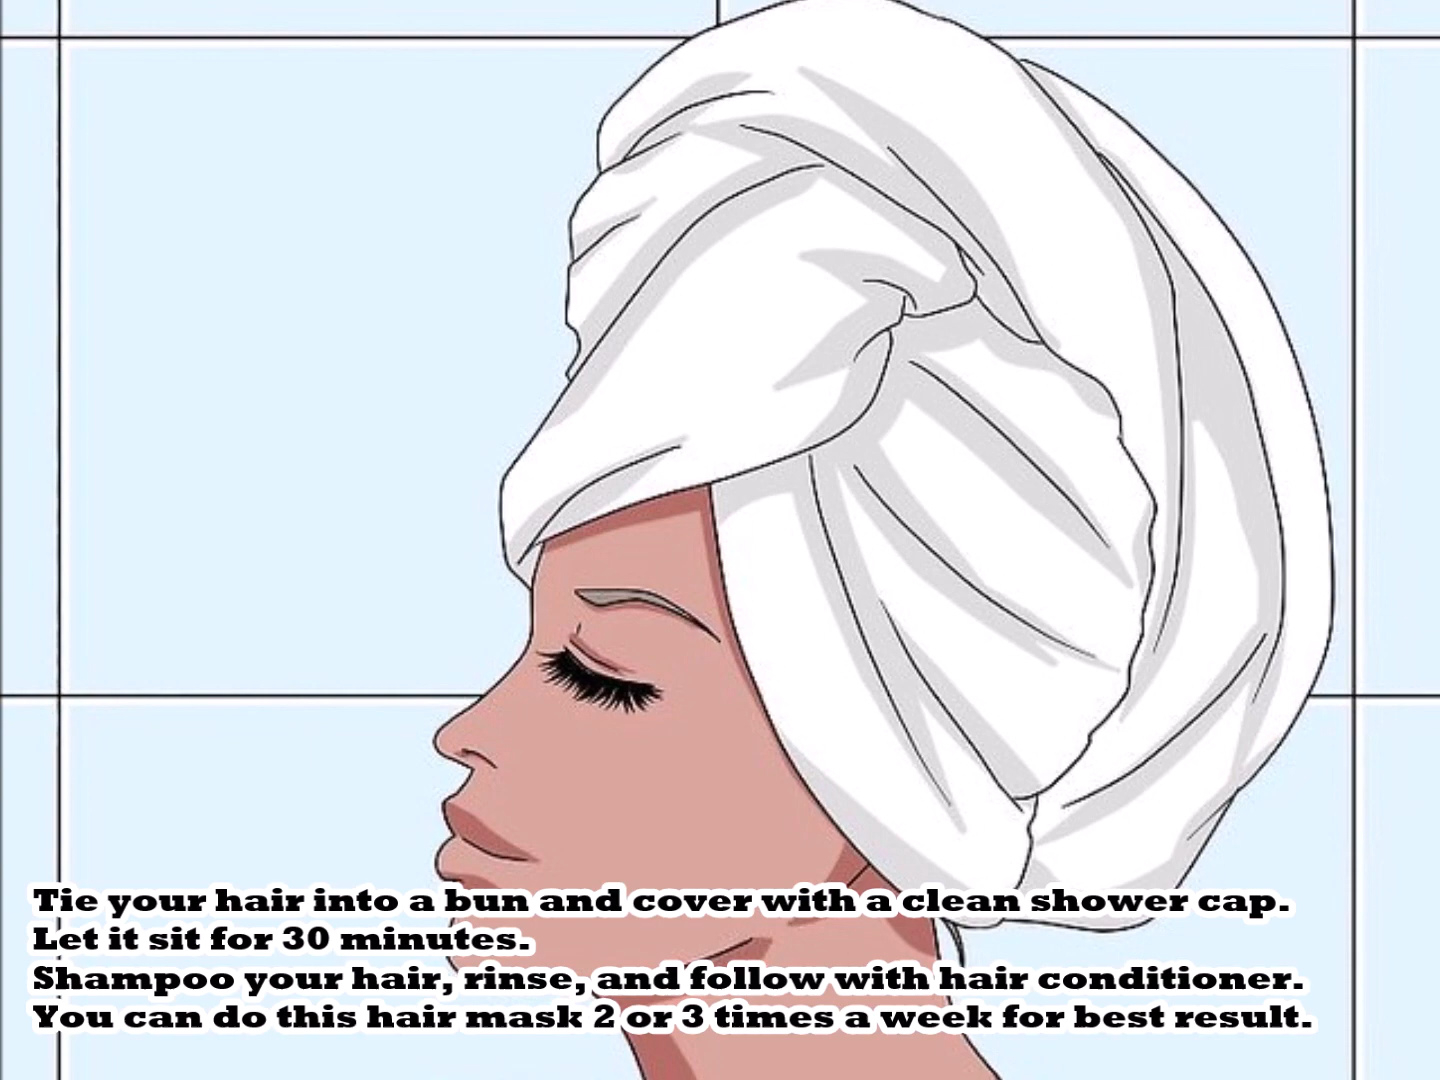 Tie your hair into a bun and cover with a clean shower cap.
Let it sit for 30 minutes.
Shampoo your hair, rinse, and follow with hair conditioner.
You can do this hair mask 2 or 3 times a week for best result.